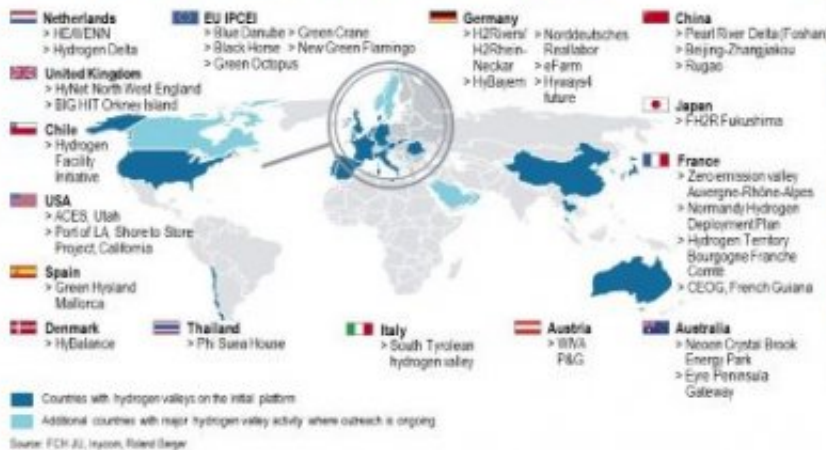 Netherlands
> HEAVENN
> Hydrogen Delta
United Kingdom
> HyNet North West England
> BIG HIT Orkney Island
Chile
> Hydrogen
Facility
Initiative
USA
> ACES, Utah
> Port of LA, Shore to Store
Project, California
Spain
> Green Hysland
Mallorca
Denmark
> HyBalance
EU IPCEI
> Blue Danube > Green Crane
> Black Horse > New Green Flamingo
> Green Octopus
Germany
> H2Rivers/
H2Rhein-
Neckar
> HyBayern
> Norddeutsches
Reallabor
> eFarm
> Hyways4
future
China
> Pearl River Delta (Foshan)
> Beijing-Zhangjiakou
> Rugao
Japan
> FH2R Fukushima
France
> Zero emission valley
Auvergne-Rhône-Alpes
> Normandy Hydrogen
Deployment Plan
> Hydrogen Territory
Bourgogne Franche
Comté
> CEOG, French Guiana
Thailand
> Phi Suea House
Italy
> South Tyrolean
hydrogen valley
Austria
> WIVA
P&G
Australia
> Neoen Crystal Brook
Energy Park
> Eyre Peninsula
Gateway
Countries with hydrogen valleys on the initial platform
Additional countries with major hydrogen valley activity where outreach is ongoing
Source: FCH JU, Inycom, Roland Berger